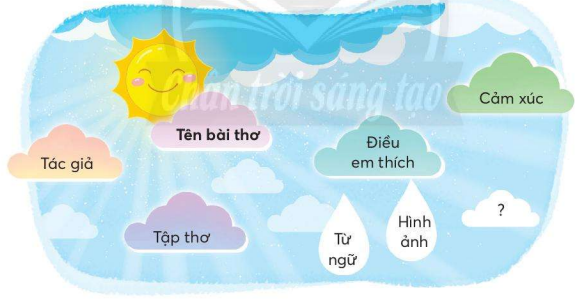 Chân trời sáng tạo
Cảm xúc
Tên bài thơ
Điều
em thích
Tác giả
Tập thơ
Từ
ngữ
Hình
ảnh
?